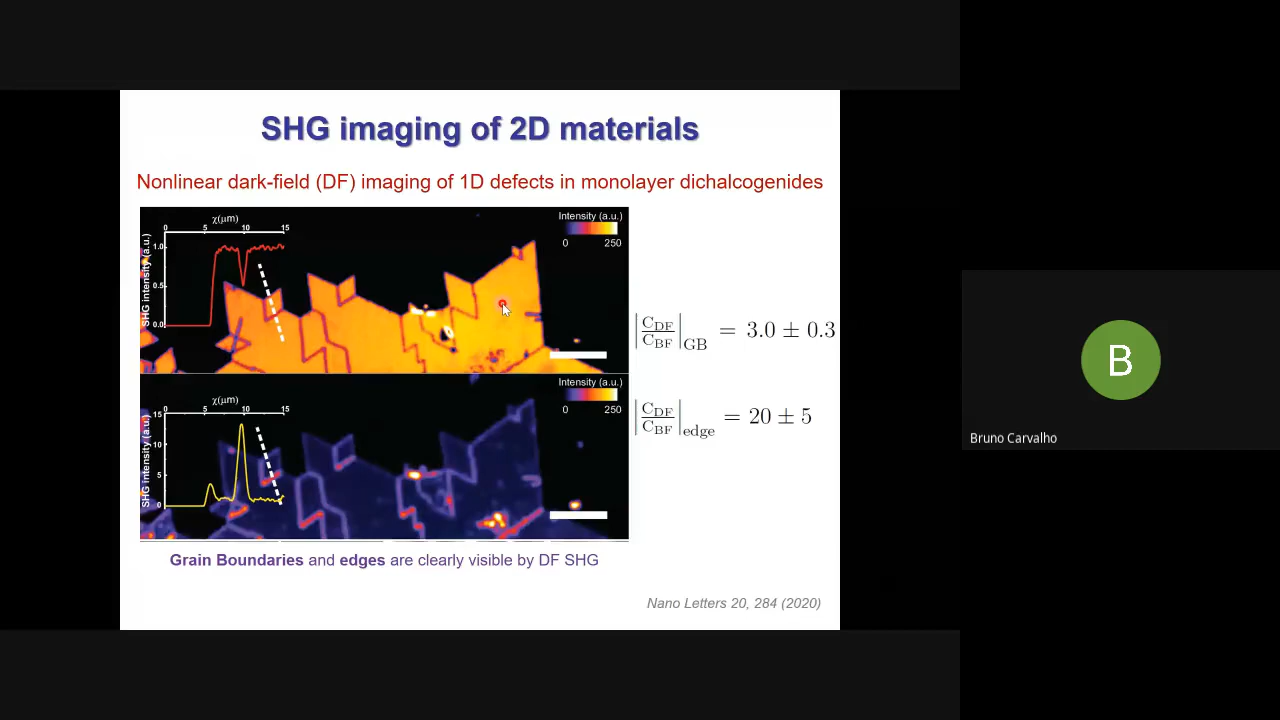 SHG imaging of 2D materials
Nonlinear dark-field (DF) imaging of 1D defects in monolayer dichalcogenides
χ(μm)
0 5 10 15
SHG intensity (a.u.)
1.0
0.5
0.0
Intensity (a.u.)
0 250
|C_DF/C_BF|_GB = 3.0 ± 0.3
χ(μm)
0 5 10 15
SHG intensity (a.u.)
15
10
5
0
Intensity (a.u.)
0 250
|C_DF/C_BF|_edge = 20 ± 5
Grain Boundaries and edges are clearly visible by DF SHG
Nano Letters 20, 284 (2020)
B
Bruno Carvalho